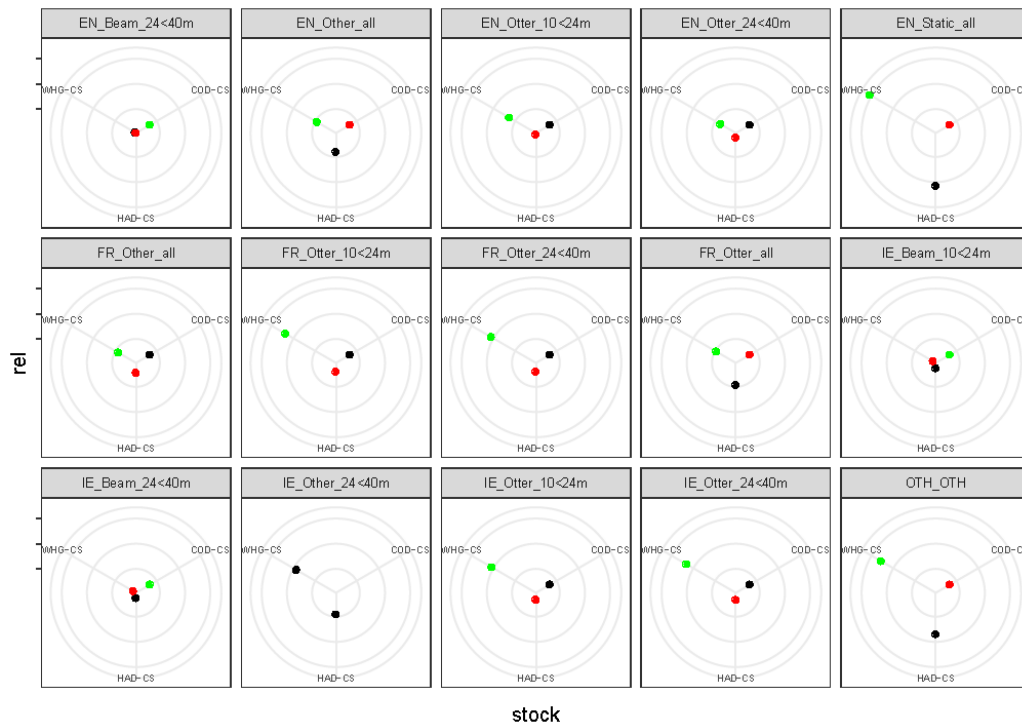 EN_Beam_24<40m EN_Other_all EN_Otter_10<24m EN_Otter_24<40m EN_Static_all
WHG-CS COD-CS WHG-CS COD-CS WHG-CS COD-CS WHG-CS COD-CS WHG-CS COD-CS
HAD-CS HAD-CS HAD-CS HAD-CS HAD-CS
FR_Other_all FR_Otter_10<24m FR_Otter_24<40m FR_Otter_all IE_Beam_10<24m
WHG-CS COD-CS WHG-CS COD-CS WHG-CS COD-CS WHG-CS COD-CS WHG-CS COD-CS
rel
HAD-CS HAD-CS HAD-CS HAD-CS HAD-CS
IE_Beam_24<40m IE_Other_24<40m IE_Otter_10<24m IE_Otter_24<40m OTH_OTH
WHG-CS COD-CS WHG-CS COD-CS WHG-CS COD-CS WHG-CS COD-CS WHG-CS COD-CS
HAD-CS HAD-CS HAD-CS HAD-CS HAD-CS
stock